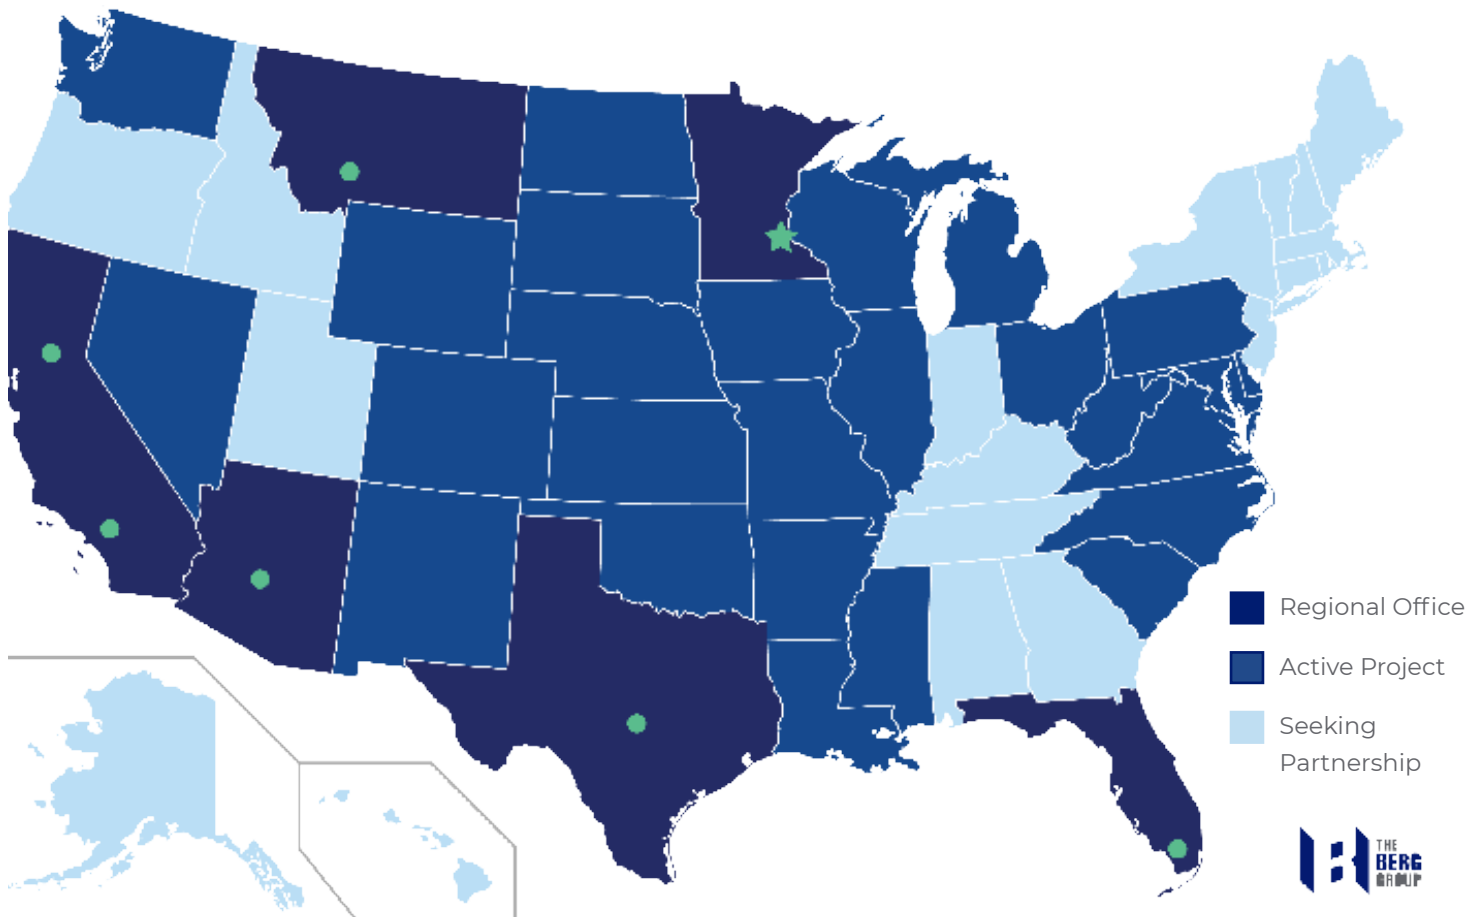 Regional Office
Active Project
Seeking
Partnership
THE
BERG
GROUP